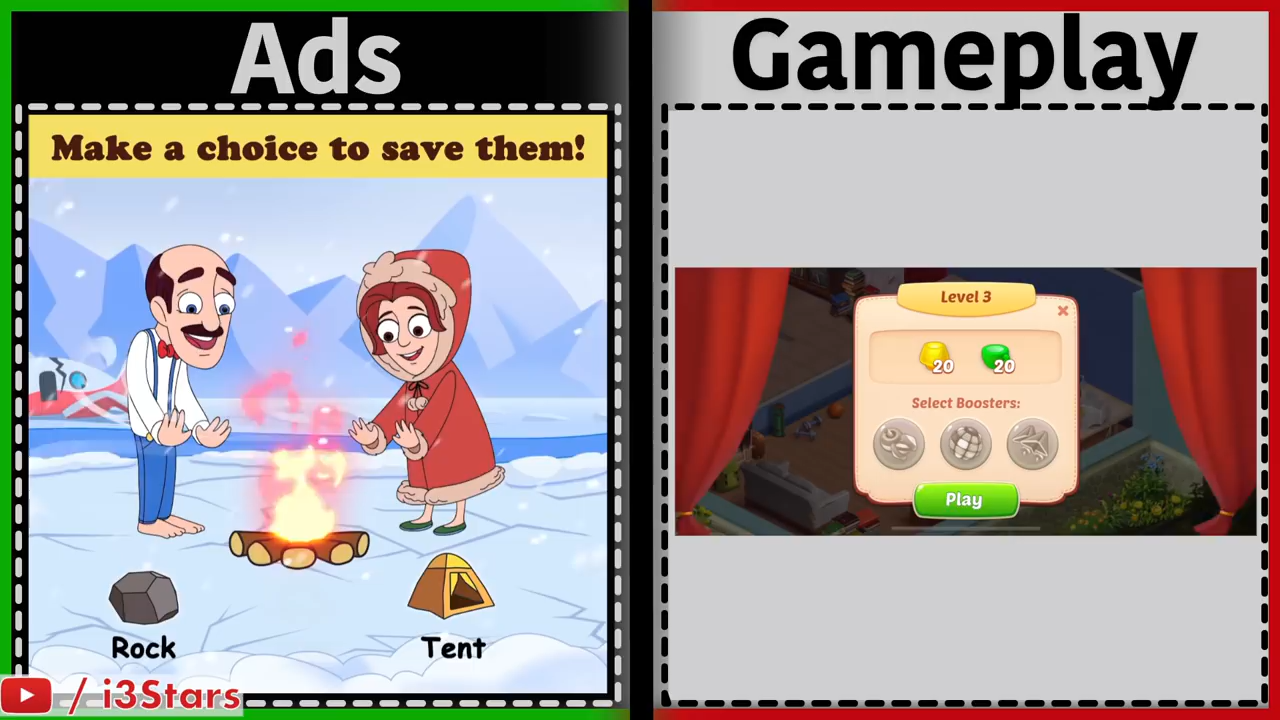 Ads
Make a choice to save them!
Rock
Tent
/ i3Stars
Gameplay
Level 3
20
20
Select Boosters:
Play